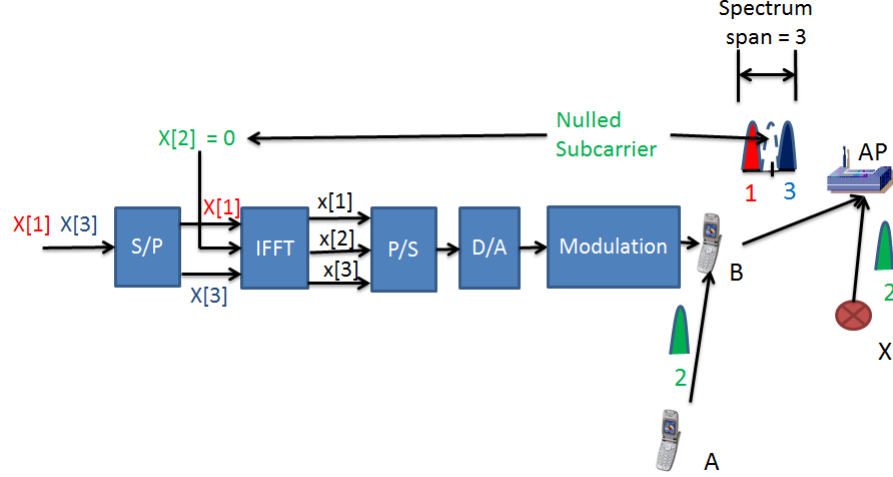 Spectrum
span = 3
X[2] = 0
Nulled
Subcarrier
AP
1 3
X[1] X[3]
S/P
X[1]
X[3]
IFFT
x[1]
x[2]
x[3]
P/S
D/A
Modulation
B
2
X
2
A